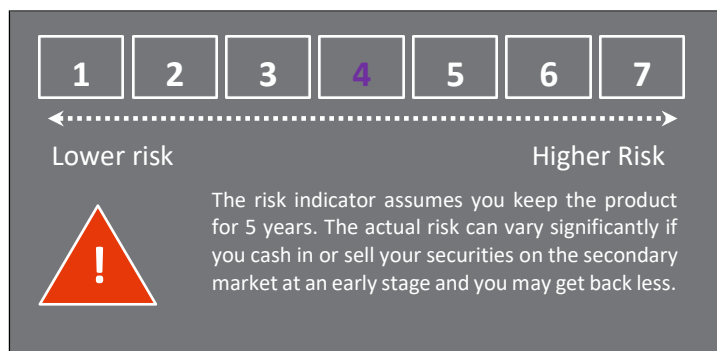 1 2 3 4 5 6 7
Lower risk Higher Risk
The risk indicator assumes you keep the product
for 5 years. The actual risk can vary significantly if
you cash in or sell your securities on the secondary
market at an early stage and you may get back less.
!